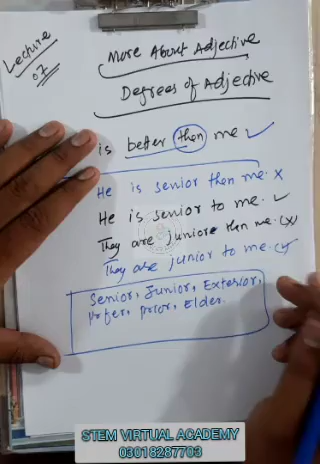 Lecture
07
More About Adjective
Degrees of Adjective
is better then me ✓
He is senior then me. x
He is senior to me. ✓
They are juniore then me. (x)
They are junior to me. (✓)
Senior, Junior, Exterior,
Prefer, Prior, Elder.
STEM VIRTUAL ACADEMY
03018287703